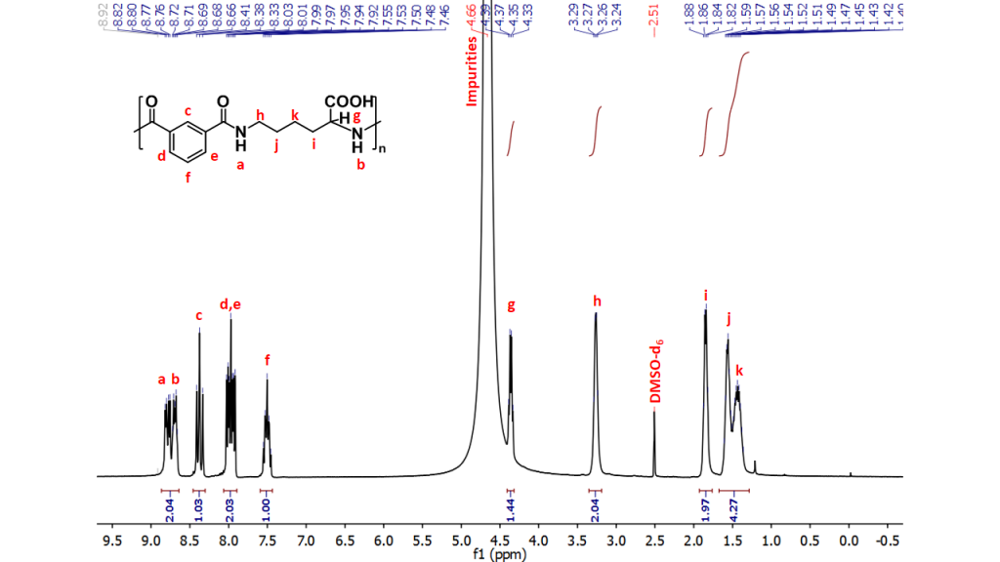 8.92 8.82 8.80 8.77 8.76 8.72 8.71 8.69 8.68 8.66 8.41 8.38 8.33 8.03 8.01 7.99 7.97 7.95 7.94 7.92 7.55 7.53 7.50 7.48 7.46 4.66 4.39 4.37 4.35 4.33 3.29 3.27 3.26 3.24 2.51 1.88 1.86 1.84 1.82 1.59 1.57 1.56 1.54 1.52 1.51 1.49 1.47 1.45 1.43 1.42
Impurities
O O COOH
c h k H g
N N
d e H j i H n
a b
f
g
d,e
c
f
a b
h
i
j
k
DMSO-d6
2.04 1.03 2.03 1.00 1.44 2.04 1.97 4.27
9.5 9.0 8.5 8.0 7.5 7.0 6.5 6.0 5.5 5.0 4.5 4.0 3.5 3.0 2.5 2.0 1.5 1.0 0.5 0.0 -0.5
f1 (ppm)